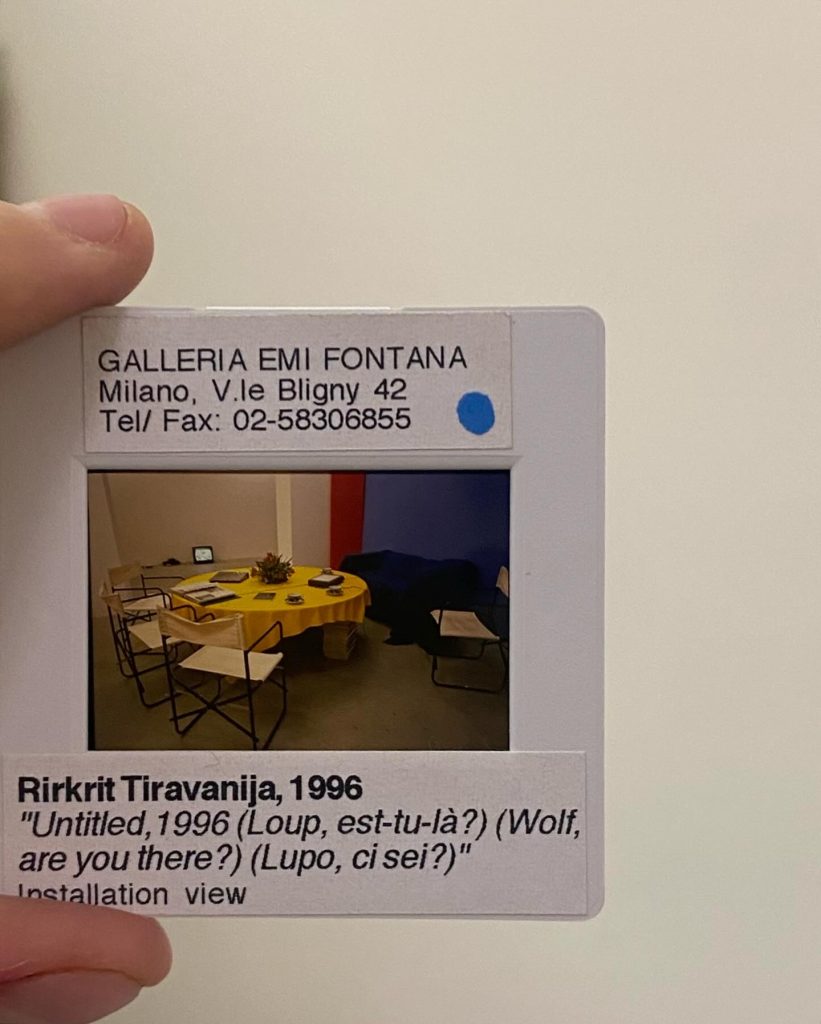 GALLERIA EMI FONTANA
Milano, V.le Bligny 42
Tel/ Fax: 02-58306855
Rirkrit Tiravanija, 1996
"Untitled, 1996 (Loup, est-tu-là?) (Wolf,
are you there?) (Lupo, ci sei?)"
Installation view